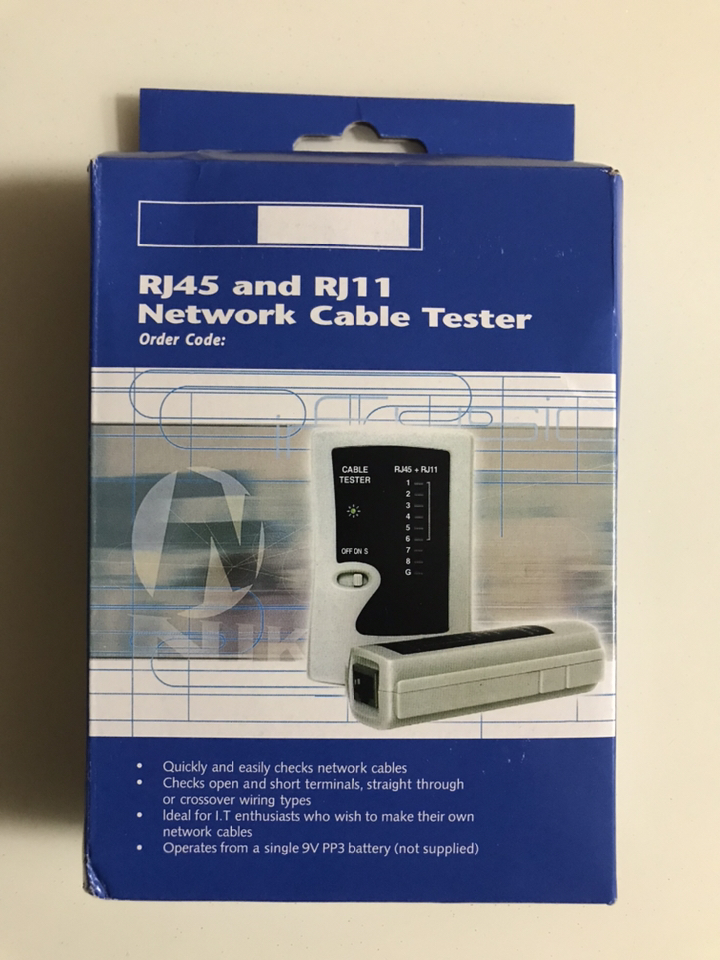 RJ45 and RJ11
Network Cable Tester
Order Code:
CABLE
TESTER
RJ45 + RJ11
1
2
3
4
5
6
7
8
G
OFF ON S
• Quickly and easily checks network cables
• Checks open and short terminals, straight through
or crossover wiring types
• Ideal for I.T enthusiasts who wish to make their own
network cables
• Operates from a single 9V PP3 battery (not supplied)